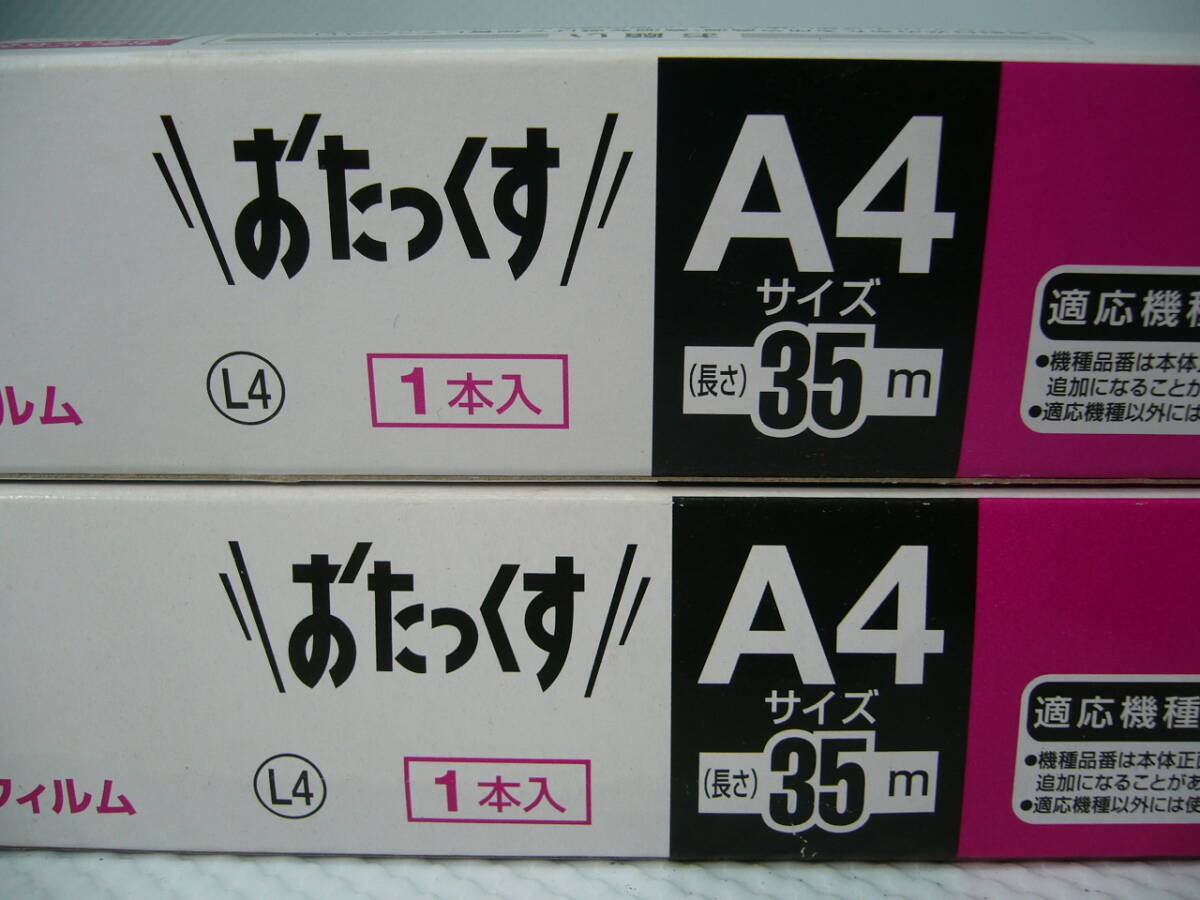 おたっくす
A4
サイズ
(長さ) 35 m
ルム
L4
1本入
適応機種
●機種品番は本体
追加になることが
●適応機種以外には
おたっくす
A4
サイズ
(長さ) 35 m
フィルム
L4
1本入
適応機種
●機種品番は本体正面
追加になることがあ
●適応機種以外には使